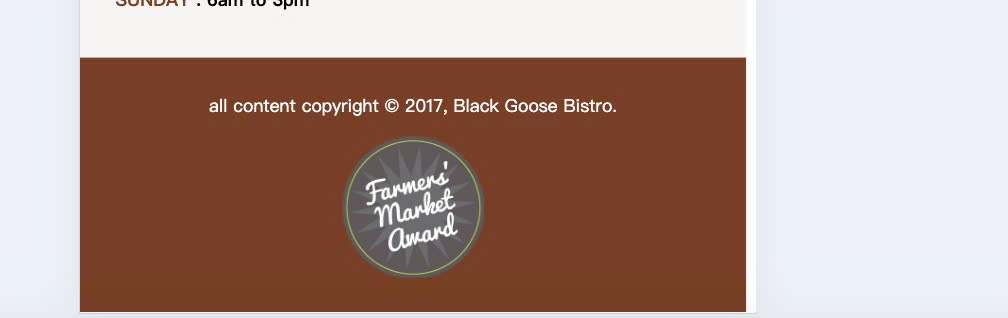 SUNDAY : 6am to 3pm
all content copyright © 2017, Black Goose Bistro.
Farmers'
Market
Award